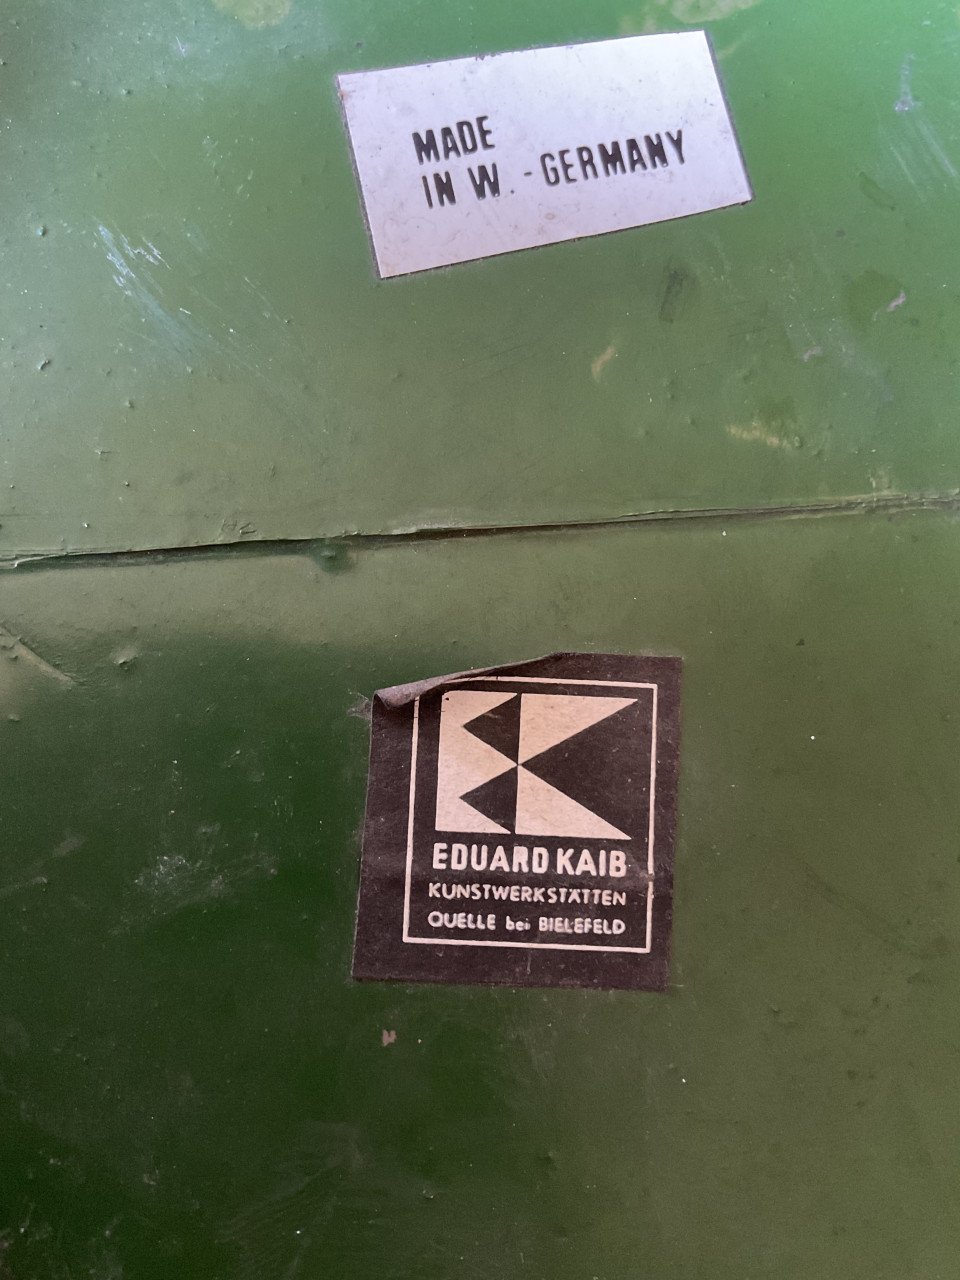 MADE
IN W.-GERMANY
EDUARD KAIB
KUNSTWERKSTÄTTEN
QUELLE bei BIELEFELD